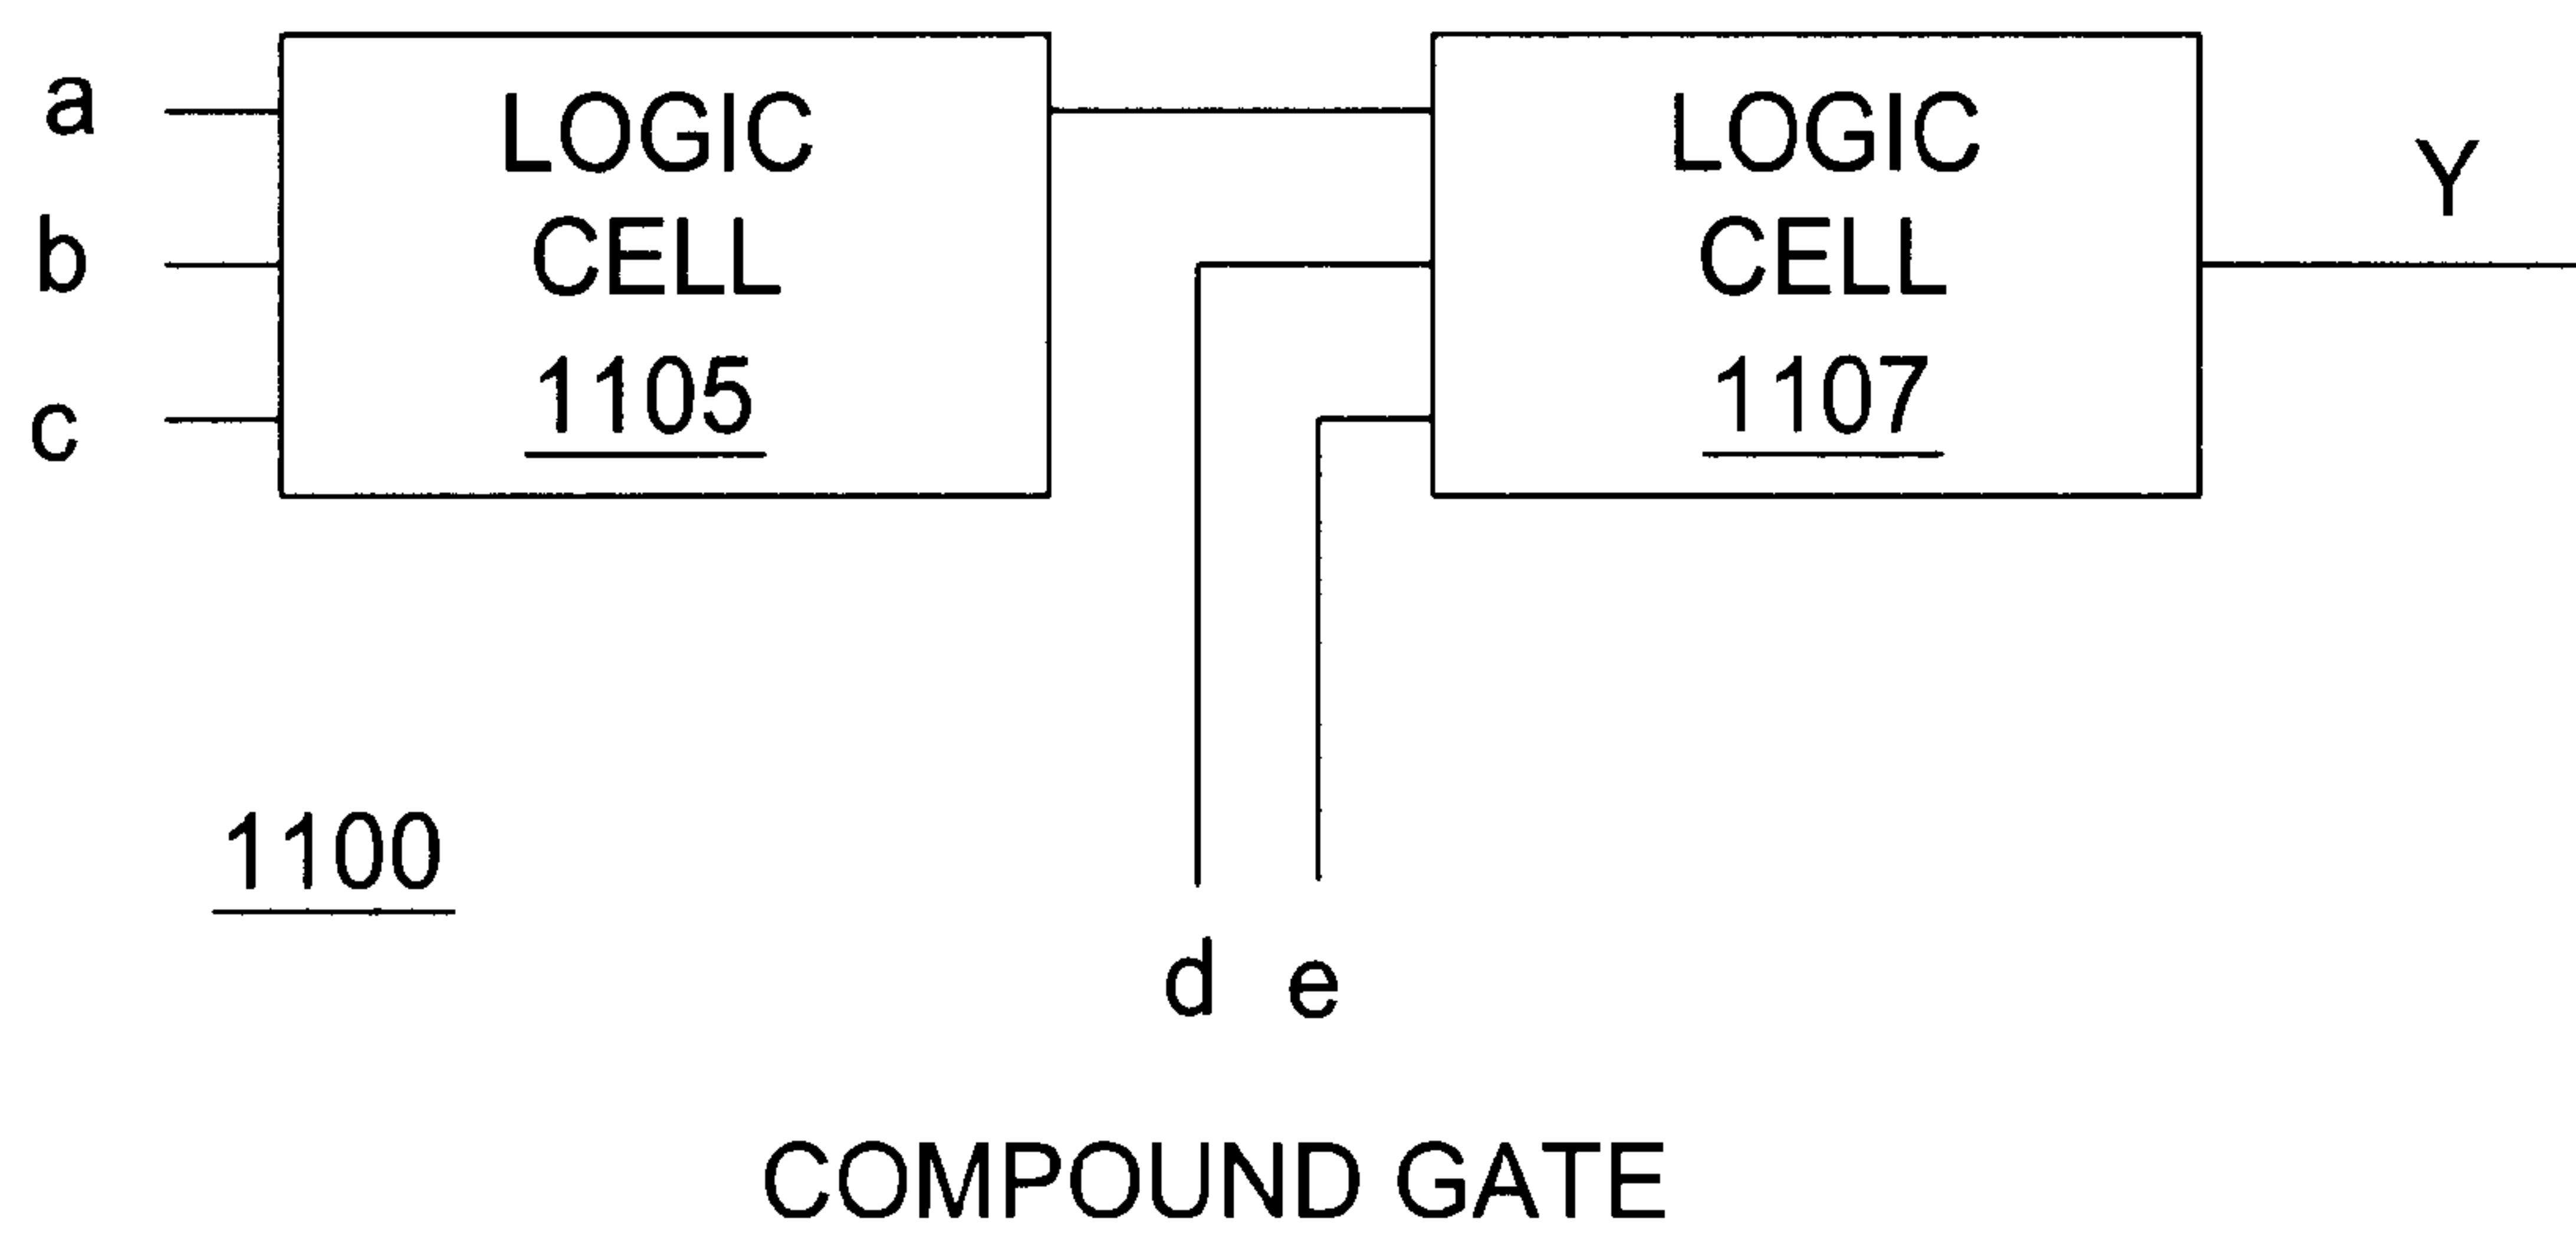 a
b
c
LOGIC
CELL
1105
LOGIC
CELL
1107
Y
1100
d e
COMPOUND GATE